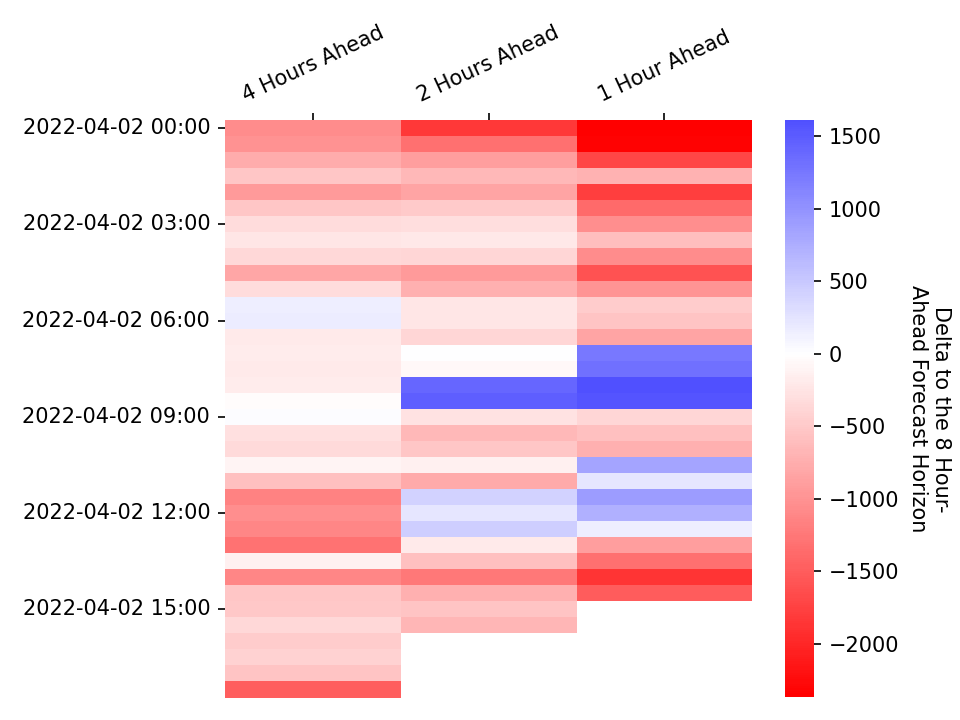 4 Hours Ahead
2 Hours Ahead
1 Hour Ahead
2022-04-02 00:00
2022-04-02 03:00
2022-04-02 06:00
2022-04-02 09:00
2022-04-02 12:00
2022-04-02 15:00
1500
1000
500
0
−500
−1000
−1500
−2000
Delta to the 8 Hour-
Ahead Forecast Horizon